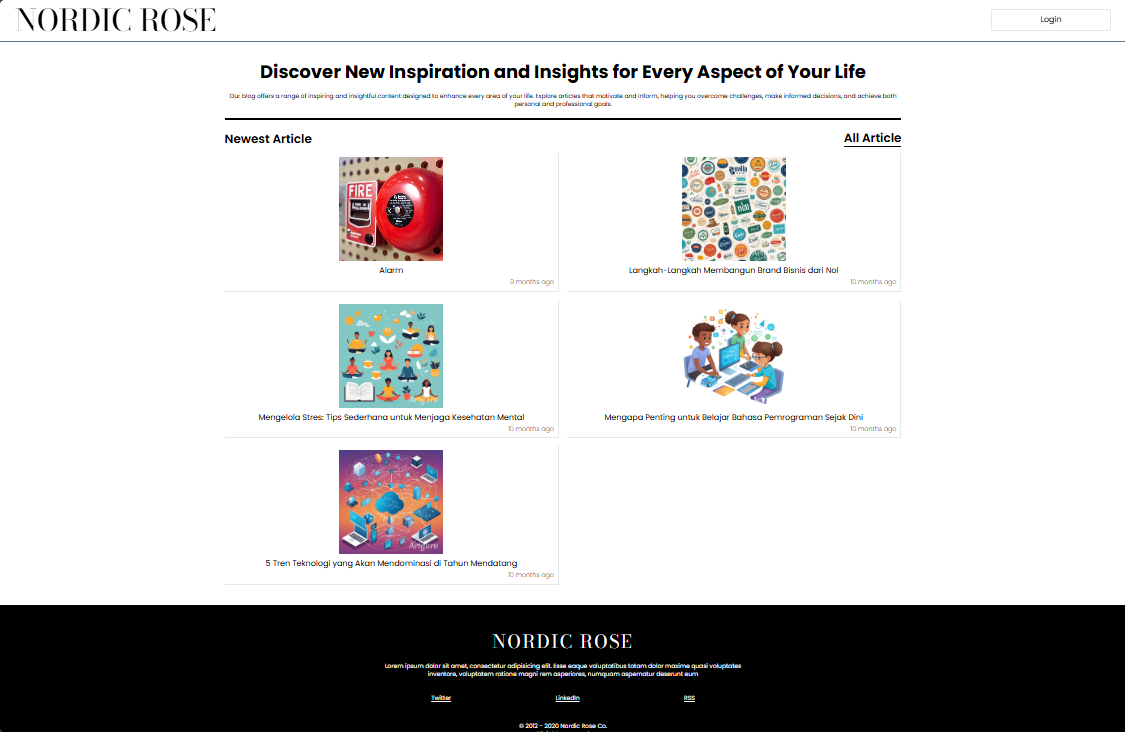 NORDIC ROSE
Login
Discover New Inspiration and Insights for Every Aspect of Your Life
Our blog offers a range of inspiring and insightful content designed to enhance every area of your life. Explore articles that motivate and inform, helping you overcome challenges, make informed decisions, and achieve both
personal and professional goals.
Newest Article
All Article
FIRE
Alarm
9 months ago
Langkah-Langkah Membangun Brand Bisnis dari Nol
10 months ago
Mengelola Stres: Tips Sederhana untuk Menjaga Kesehatan Mental
10 months ago
Mengapa Penting untuk Belajar Bahasa Pemrograman Sejak Dini
10 months ago
5 Tren Teknologi yang Akan Mendominasi di Tahun Mendatang
10 months ago
NORDIC ROSE
Lorem ipsum dolor sit amet, consectetur adipisicing elit. Esse eaque voluptatibus totam dolor maxime quasi voluptates
inventore, voluptatem ratione magni rem asperiores, numquam aspernatur deserunt eum
Twitter
LinkedIn
RSS
© 2012 - 2020 Nordic Rose Co.